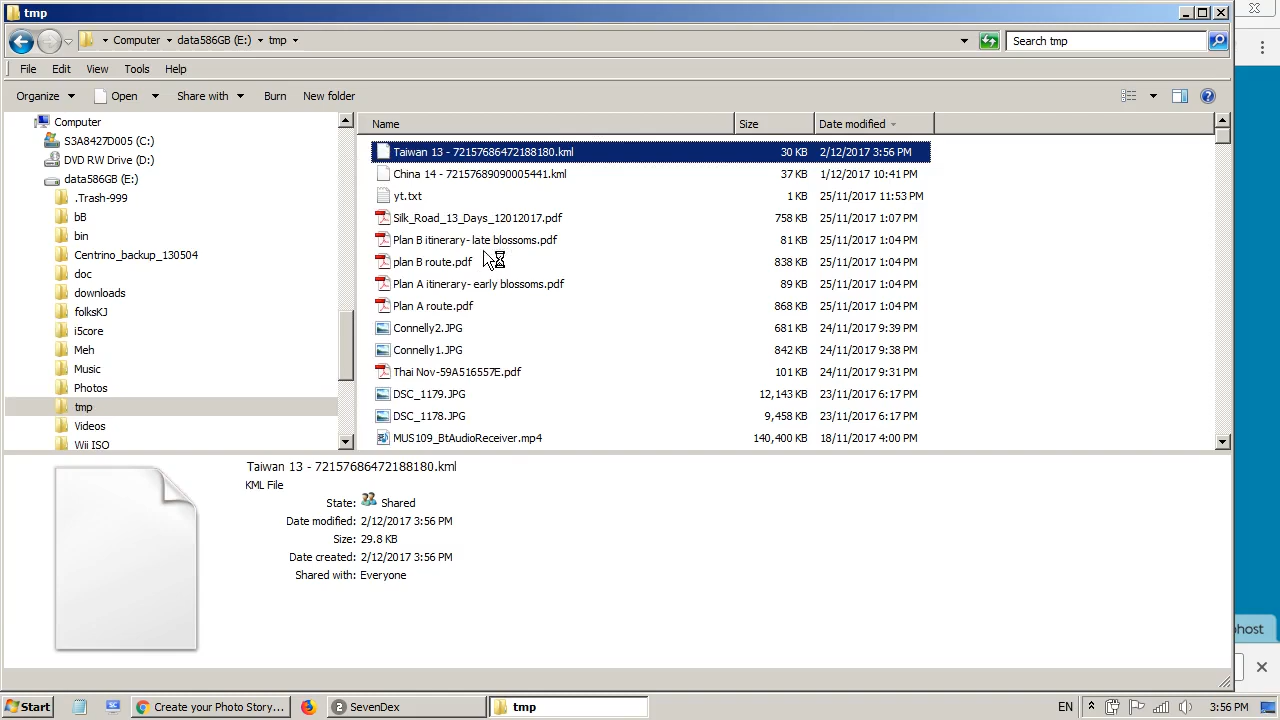 tmp
Computer data586GB (E:) tmp
Search tmp
File Edit View Tools Help
Organize Open Share with Burn New folder
Computer
S3A8427D005 (C:)
DVD RW Drive (D:)
data586GB (E:)
.Trash-999
bB
bin
Centrino_backup_130504
doc
downloads
folksKJ
i5core
Meh
Music
Photos
tmp
Videos
Wii ISO
Name Size Date modified
Taiwan 13 - 72157686472188180.kml 30 KB 2/12/2017 3:56 PM
China 14 - 72157689090005441.kml 37 KB 1/12/2017 10:41 PM
yt.txt 1 KB 25/11/2017 11:53 PM
Silk_Road_13_Days_12012017.pdf 758 KB 25/11/2017 1:07 PM
Plan B itinerary- late blossoms.pdf 81 KB 25/11/2017 1:04 PM
plan B route.pdf 838 KB 25/11/2017 1:04 PM
Plan A itinerary- early blossoms.pdf 89 KB 25/11/2017 1:04 PM
Plan A route.pdf 868 KB 25/11/2017 1:04 PM
Connelly2.JPG 681 KB 24/11/2017 9:39 PM
Connelly1.JPG 842 KB 24/11/2017 9:38 PM
Thai Nov-59A516557E.pdf 101 KB 24/11/2017 9:31 PM
DSC_1179.JPG 12,143 KB 23/11/2017 6:17 PM
DSC_1178.JPG 9,458 KB 23/11/2017 6:17 PM
MUS109_BtAudioReceiver.mp4 140,400 KB 18/11/2017 4:00 PM
Taiwan 13 - 72157686472188180.kml
KML File
State: Shared
Date modified: 2/12/2017 3:56 PM
Size: 29.8 KB
Date created: 2/12/2017 3:56 PM
Shared with: Everyone
Start Create your Photo Story... 2 SevenDex tmp EN 3:56 PM